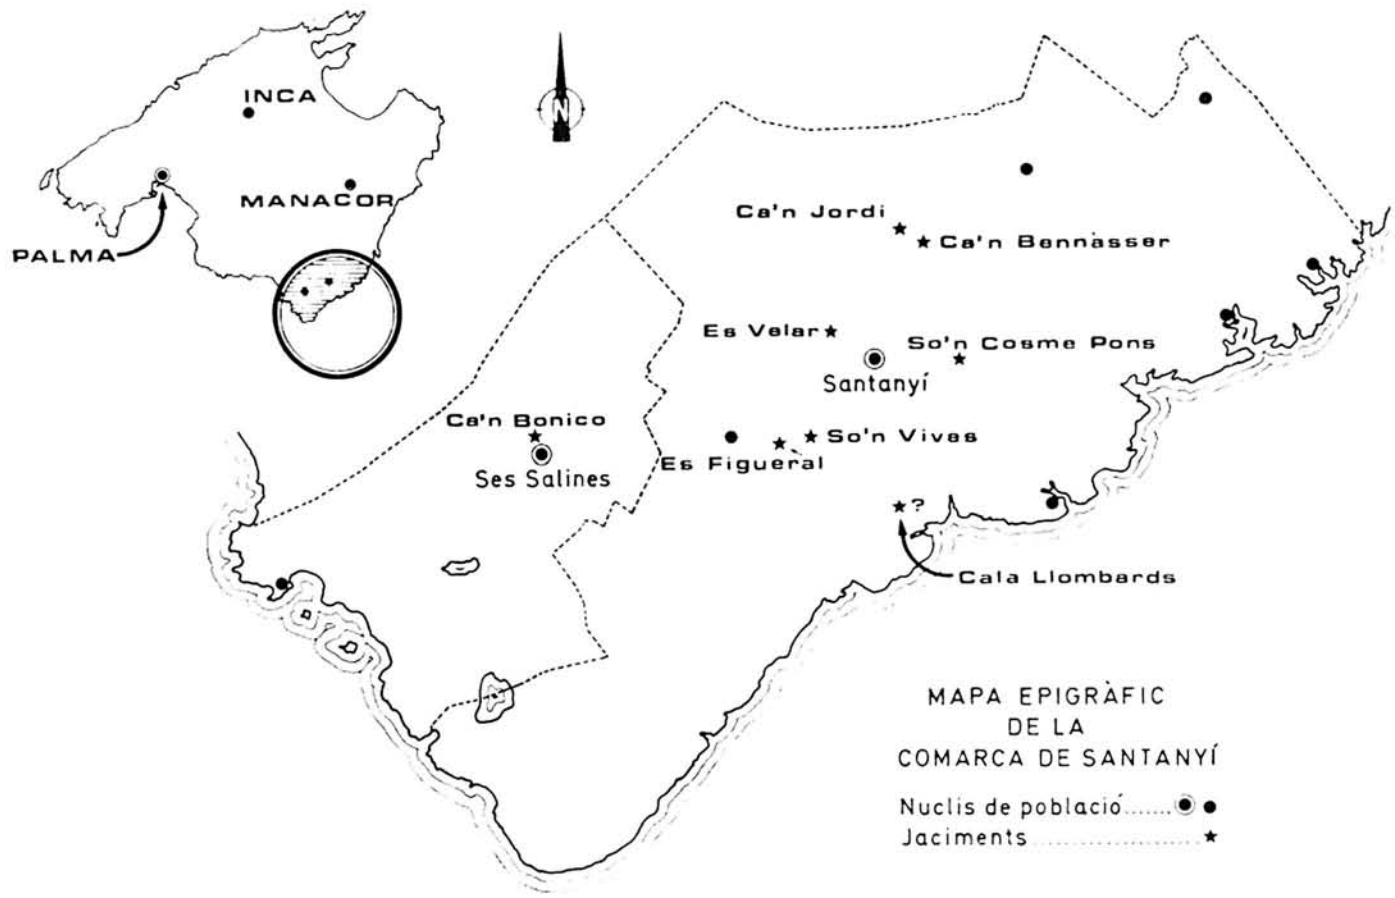 INCA
MANACOR
PALMA
N
Ca'n Jordi
Ca'n Bennàsser
Es Velar
So'n Cosme Pons
Santanyí
Ca'n Bonico
Ses Salines
So'n Vives
Es Figueral
?
Cala Llombards
MAPA EPIGRÀFIC
DE LA
COMARCA DE SANTANYÍ
Nuclis de població.......
Jaciments......................